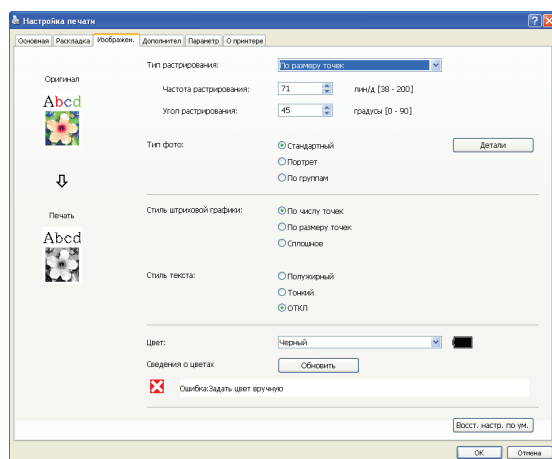 Настройка печати
Основная Раскладка Изображен. Дополнител Параметр О принтере
Тип растрирования: По размеру точек
Оригинал
Частота растрирования: 71 лин/д [38 - 200]
Abcd
Угол растрирования: 45 градусы [0 - 90]
Тип фото: Стандартный Детали
Портрет
По группам
Печать
Стиль штриховой графики: По числу точек
По размеру точек
Abcd
Сплошное
Стиль текста: Полужирный
Тонкий
ОТКЛ
Цвет: Черный
Сведения о цветах Обновить
Ошибка:Задать цвет вручную
Восст. настр. по ум.
OK Отмена